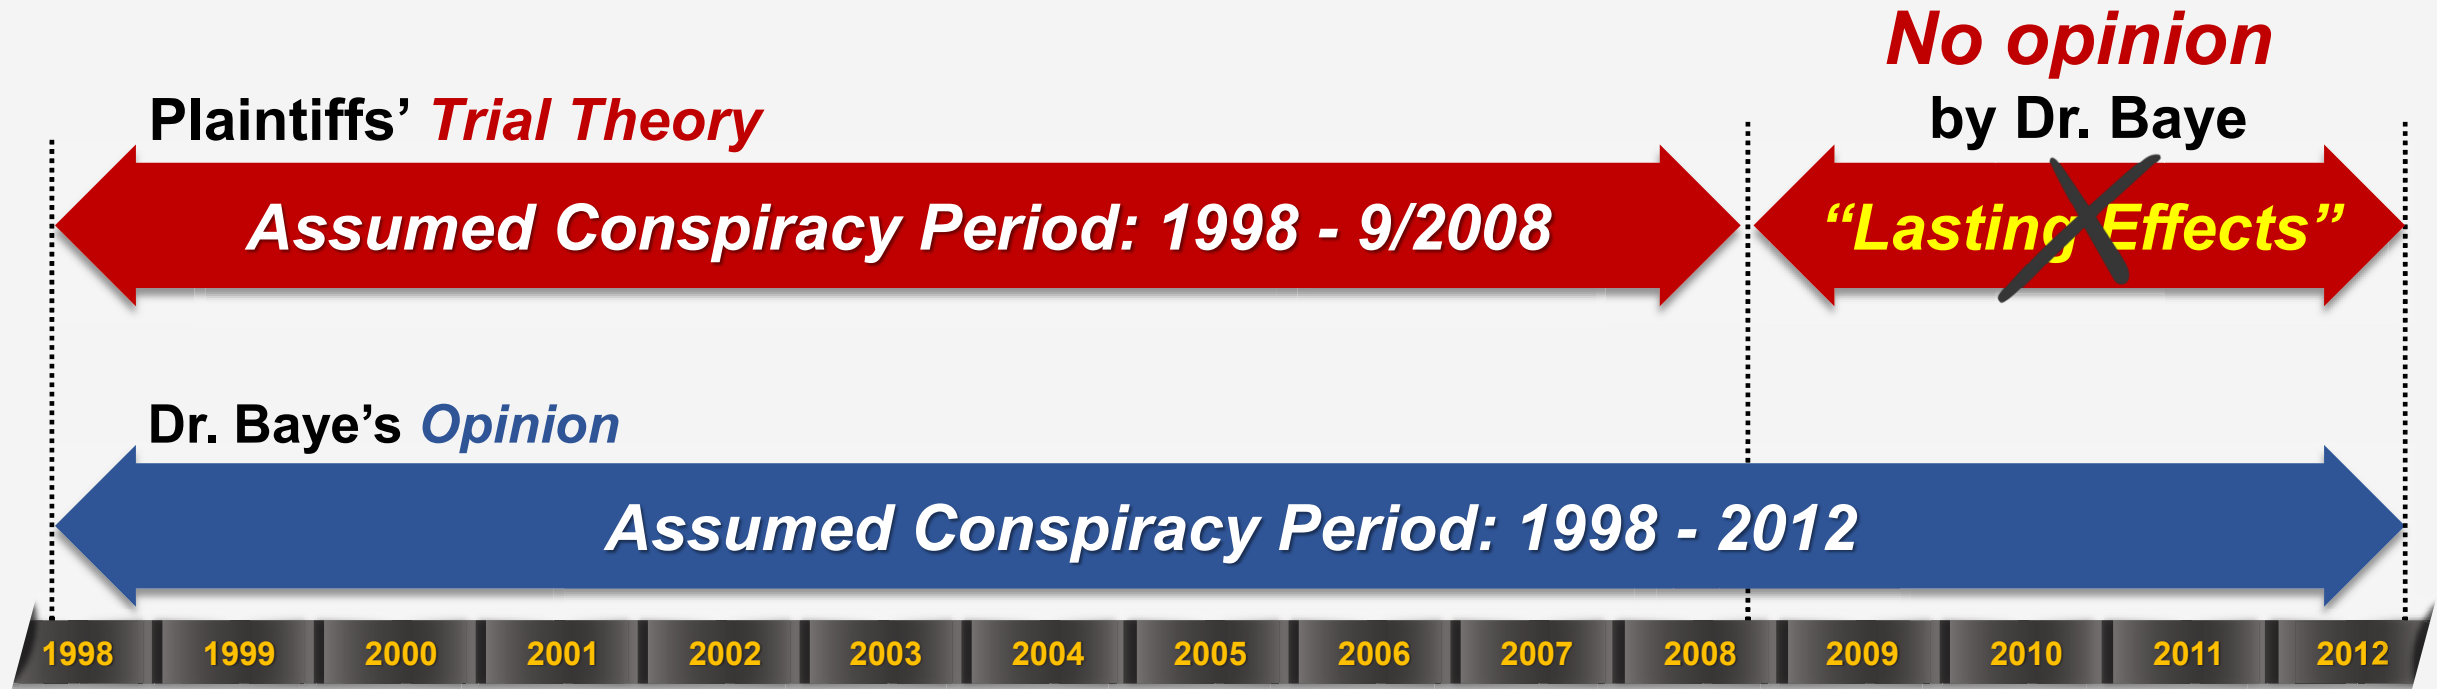 No opinion
by Dr. Baye
Plaintiffs’ Trial Theory
Assumed Conspiracy Period: 1998 - 9/2008
“Lasting Effects”
Dr. Baye’s Opinion
Assumed Conspiracy Period: 1998 - 2012
1998 1999 2000 2001 2002 2003 2004 2005 2006 2007 2008 2009 2010 2011 2012